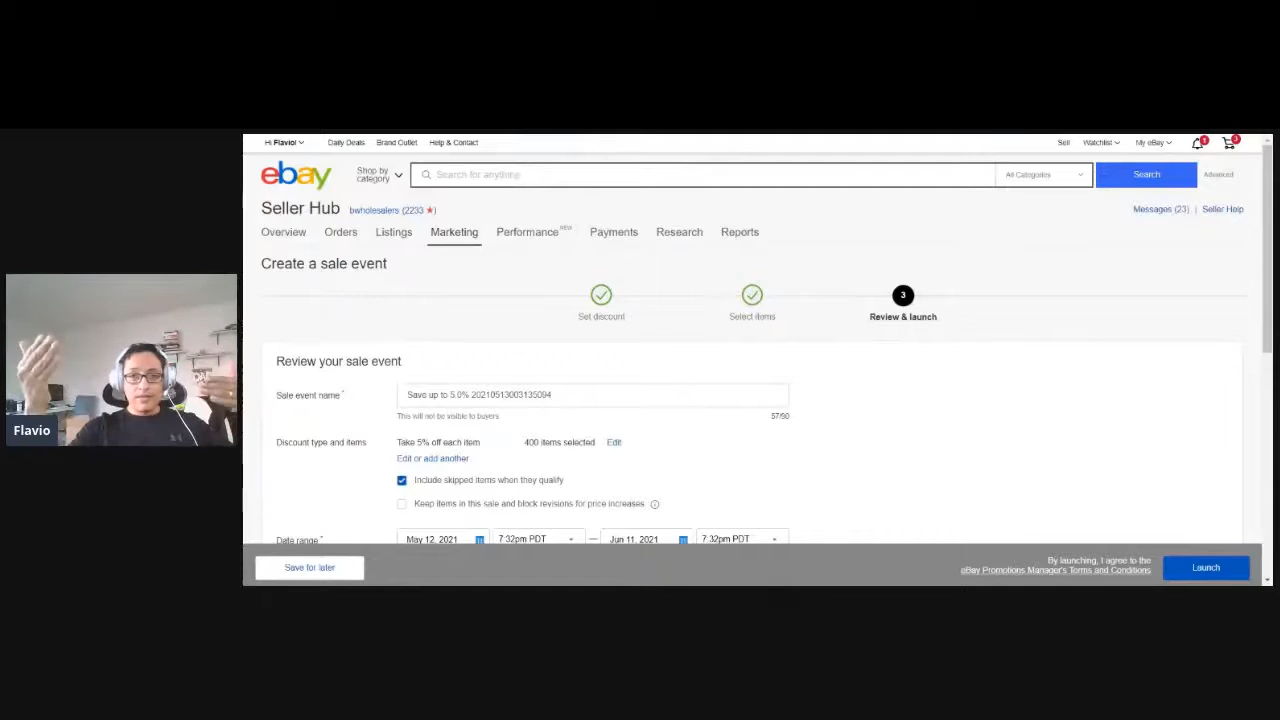 Hi Flavio!
Daily Deals
Brand Outlet
Help & Contact
Sell
Watchlist
My eBay
1
3
ebay
Shop by category
Search for anything
All Categories
Search
Advanced
Seller Hub
bwholesalers (2233 ★)
Messages (23) | Seller Help
Overview
Orders
Listings
Marketing
Performance NEW
Payments
Research
Reports
Create a sale event
3
Set discount
Select items
Review & launch
Review your sale event
Sale event name *
Save up to 5.0% 20210513003135094
This will not be visible to buyers
57/90
Discount type and items
Take 5% off each item
400 items selected
Edit
Edit or add another
Include skipped items when they qualify
Keep items in this sale and block revisions for price increases
Date range *
May 12, 2021
7:32pm PDT
—
Jun 11, 2021
7:32pm PDT
Save for later
By launching, I agree to the
eBay Promotions Manager's Terms and Conditions
Launch
Flavio